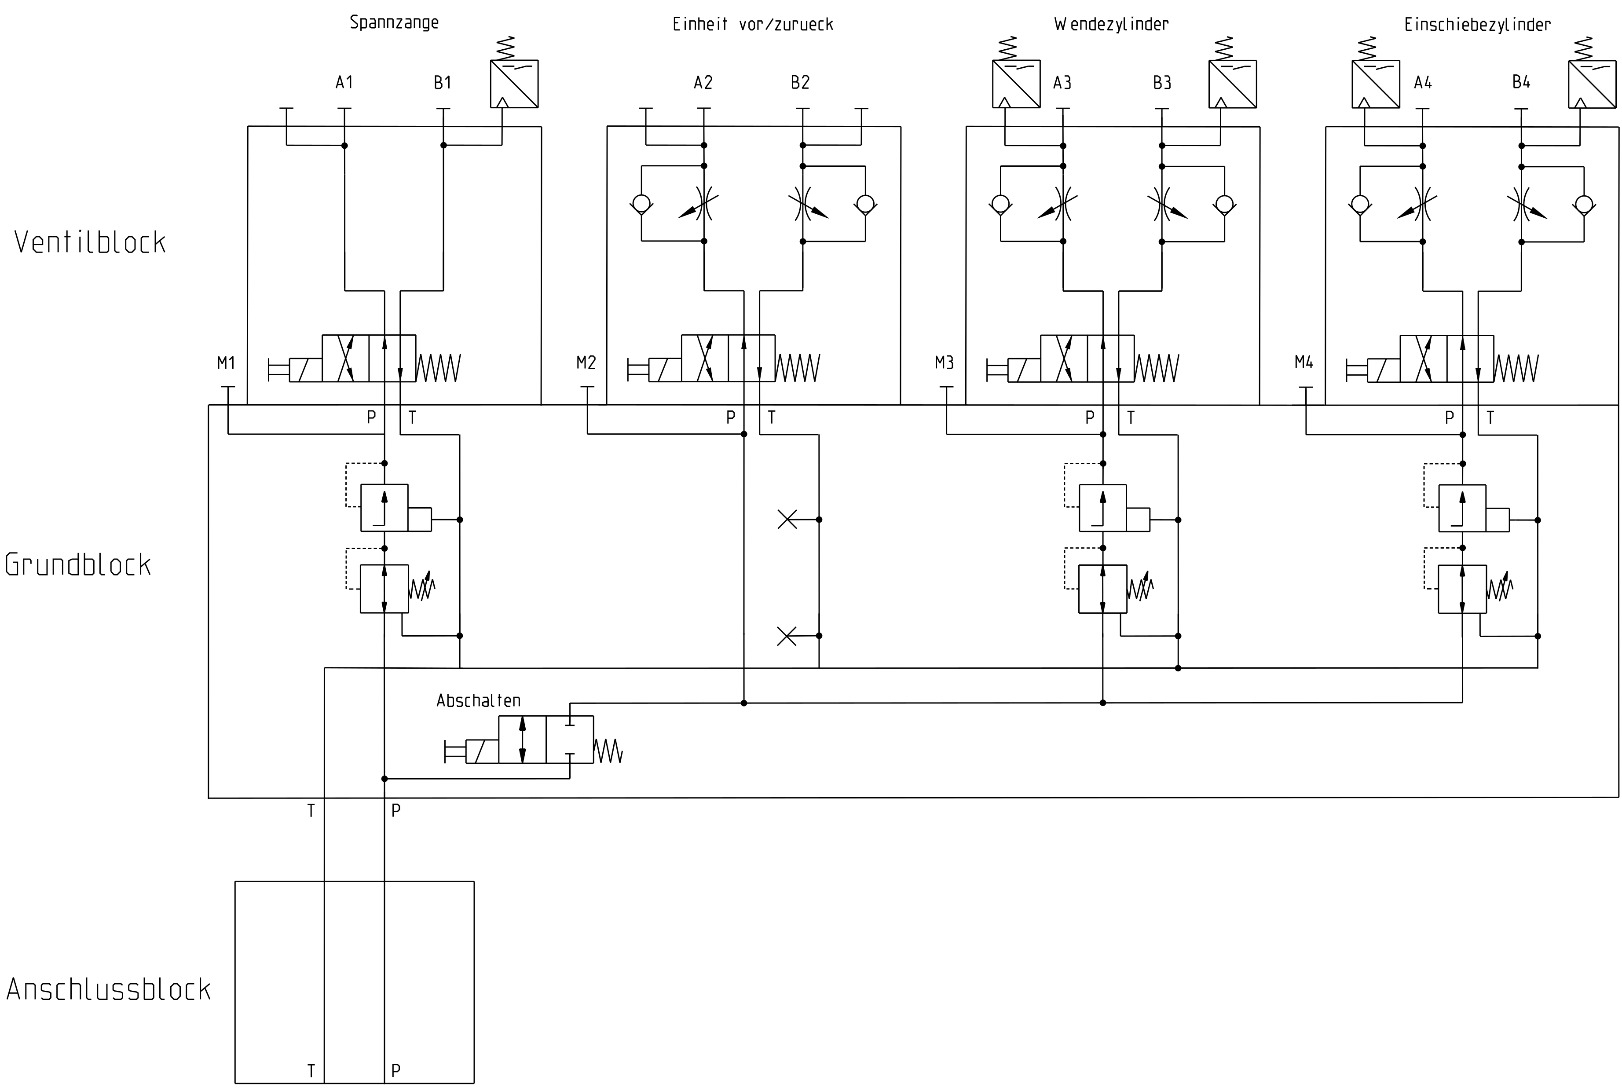 Spannzange
Einheit vor/zurueck
Wendezylinder
Einschiebezylinder
A1
B1
A2
B2
A3
B3
A4
B4
Ventilblock
M1
M2
M3
M4
P
T
P
T
P
T
P
T
Grundblock
Abschalten
T
P
Anschlussblock
T
P